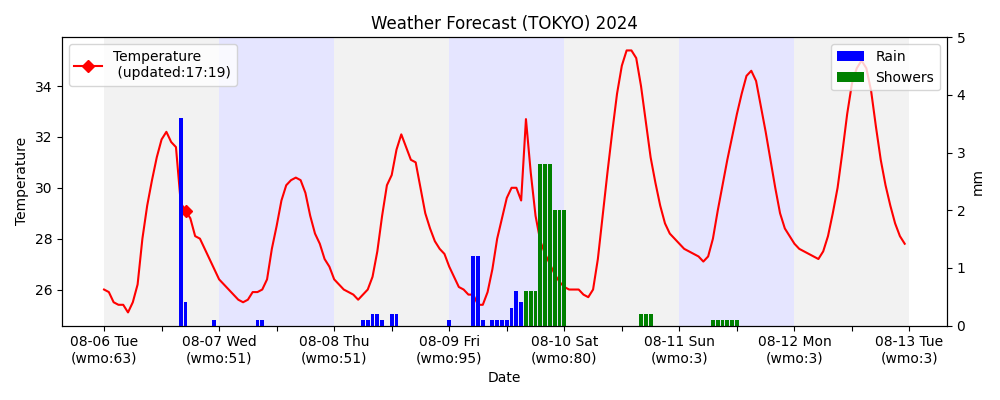 Weather Forecast (TOKYO) 2024
Temperature
(updated:17:19)
Rain
Showers
Temperature
34
32
30
28
26
5
4
3
2
1
0
mm
08-06 Tue
(wmo:63)
08-07 Wed
(wmo:51)
08-08 Thu
(wmo:51)
08-09 Fri
(wmo:95)
08-10 Sat
(wmo:80)
08-11 Sun
(wmo:3)
08-12 Mon
(wmo:3)
08-13 Tue
(wmo:3)
Date